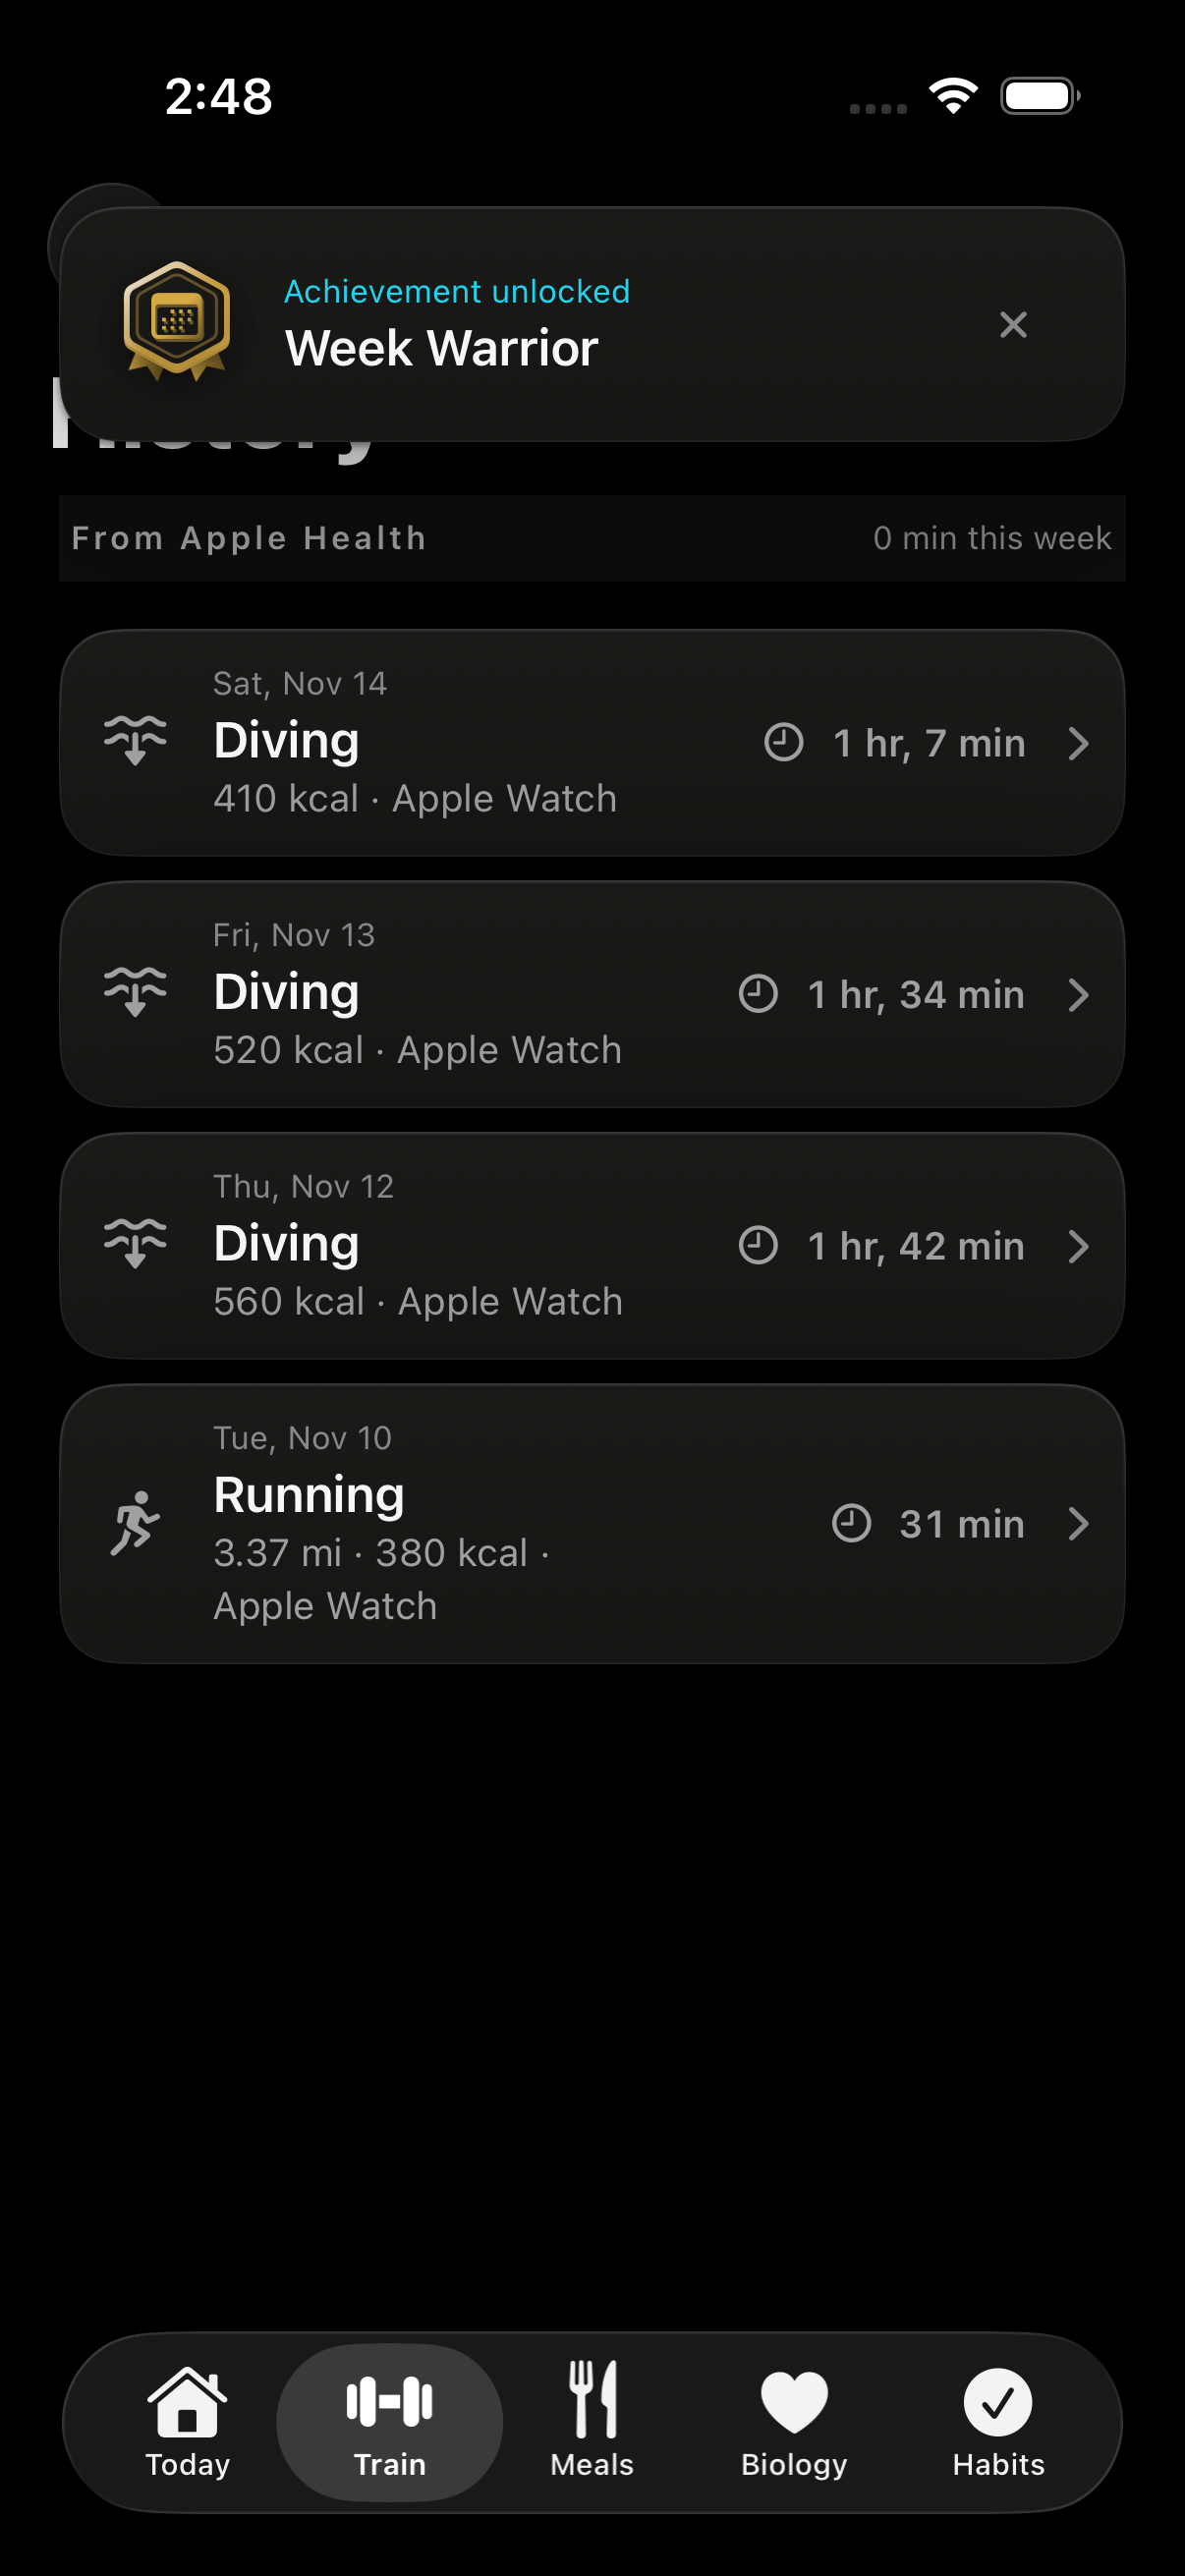 2:48
Achievement unlocked
Week Warrior
History
From Apple Health
0 min this week
Sat, Nov 14
Diving
1 hr, 7 min
410 kcal · Apple Watch
Fri, Nov 13
Diving
1 hr, 34 min
520 kcal · Apple Watch
Thu, Nov 12
Diving
1 hr, 42 min
560 kcal · Apple Watch
Tue, Nov 10
Running
31 min
3.37 mi · 380 kcal ·
Apple Watch
Today
Train
Meals
Biology
Habits